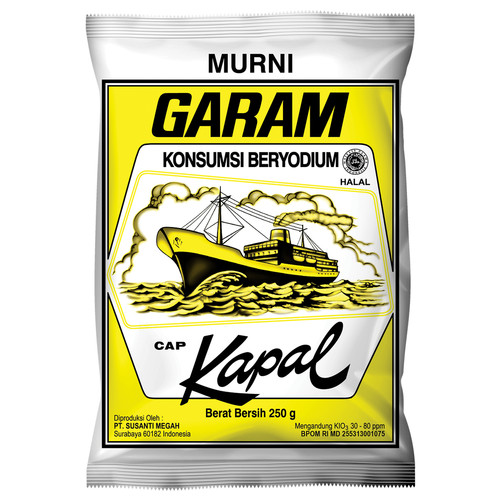 MURNI
GARAM
KONSUMSI BERYODIUM
HALAL
CAP
Kapal
Berat Bersih 250 g
Diproduksi Oleh :
PT. SUSANTI MEGAH
Surabaya 60182 Indonesia
Mengandung KIO₃ 30 - 80 ppm
BPOM RI MD 255313001075